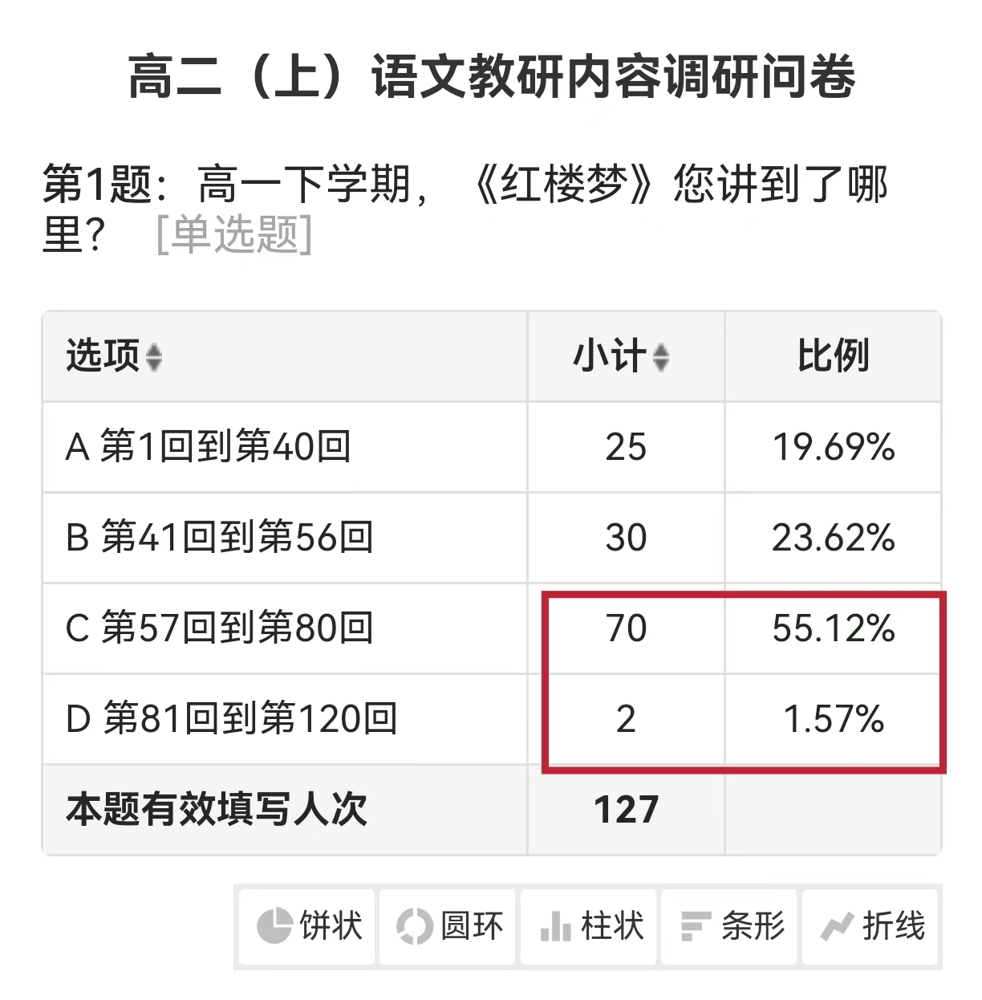 高二（上）语文教研内容调研问卷
第1题：高一下学期，《红楼梦》您讲到了哪
里？ [单选题]
选项 小计 比例
A 第1回到第40回 25 19.69%
B 第41回到第56回 30 23.62%
C 第57回到第80回 70 55.12%
D 第81回到第120回 2 1.57%
本题有效填写人次 127
饼状 圆环 柱状 条形 折线